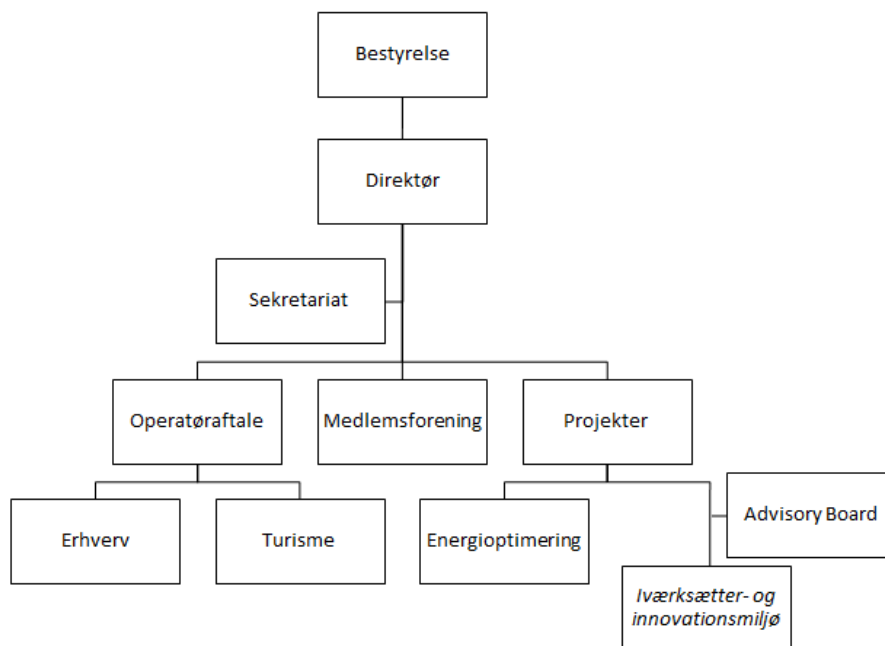 Bestyrelse
Direktør
Sekretariat
Operatøraftale
Medlemsforening
Projekter
Erhverv
Turisme
Energioptimering
Advisory Board
Iværksætter- og
innovationsmiljø